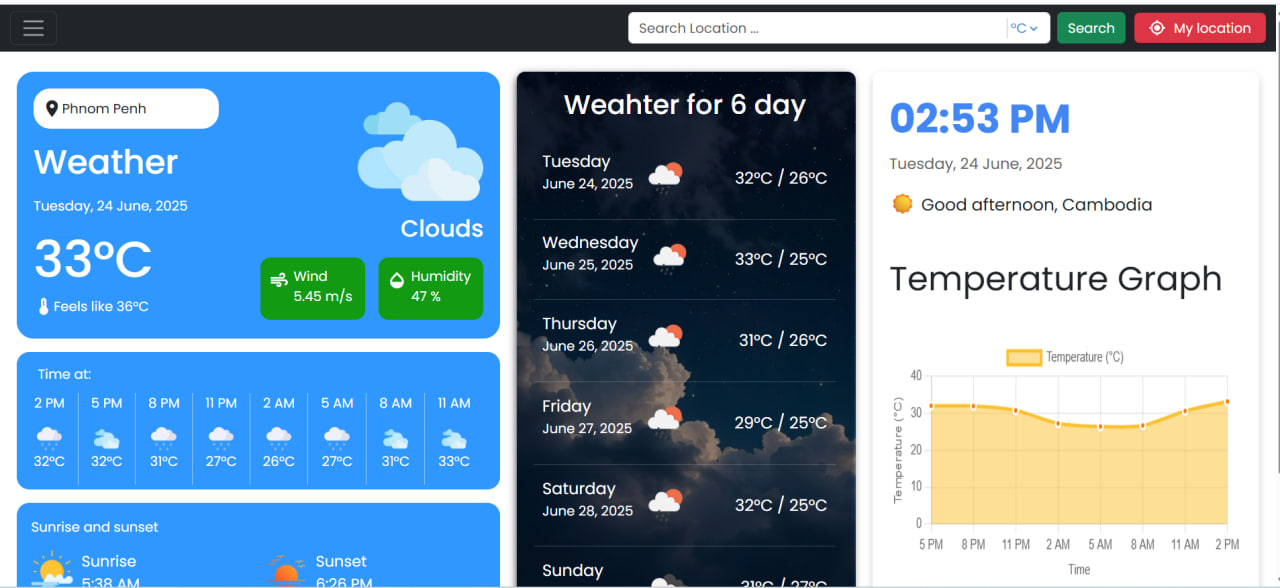 Search Location ...
°C
Search
My location
Phnom Penh
Weather
Tuesday, 24 June, 2025
33°C
Feels like 36°C
Clouds
Wind
5.45 m/s
Humidity
47 %
Time at:
2 PM 5 PM 8 PM 11 PM 2 AM 5 AM 8 AM 11 AM
32°C 32°C 31°C 27°C 26°C 27°C 31°C 33°C
Sunrise and sunset
Sunrise
5:38 AM
Sunset
6:26 PM
Weahter for 6 day
Tuesday
June 24, 2025
32°C / 26°C
Wednesday
June 25, 2025
33°C / 25°C
Thursday
June 26, 2025
31°C / 26°C
Friday
June 27, 2025
29°C / 25°C
Saturday
June 28, 2025
32°C / 25°C
Sunday
31°C / 27°C
02:53 PM
Tuesday, 24 June, 2025
Good afternoon, Cambodia
Temperature Graph
Temperature (°C)
Temperature (°C)
40
30
20
10
0
5 PM 8 PM 11 PM 2 AM 5 AM 8 AM 11 AM 2 PM
Time